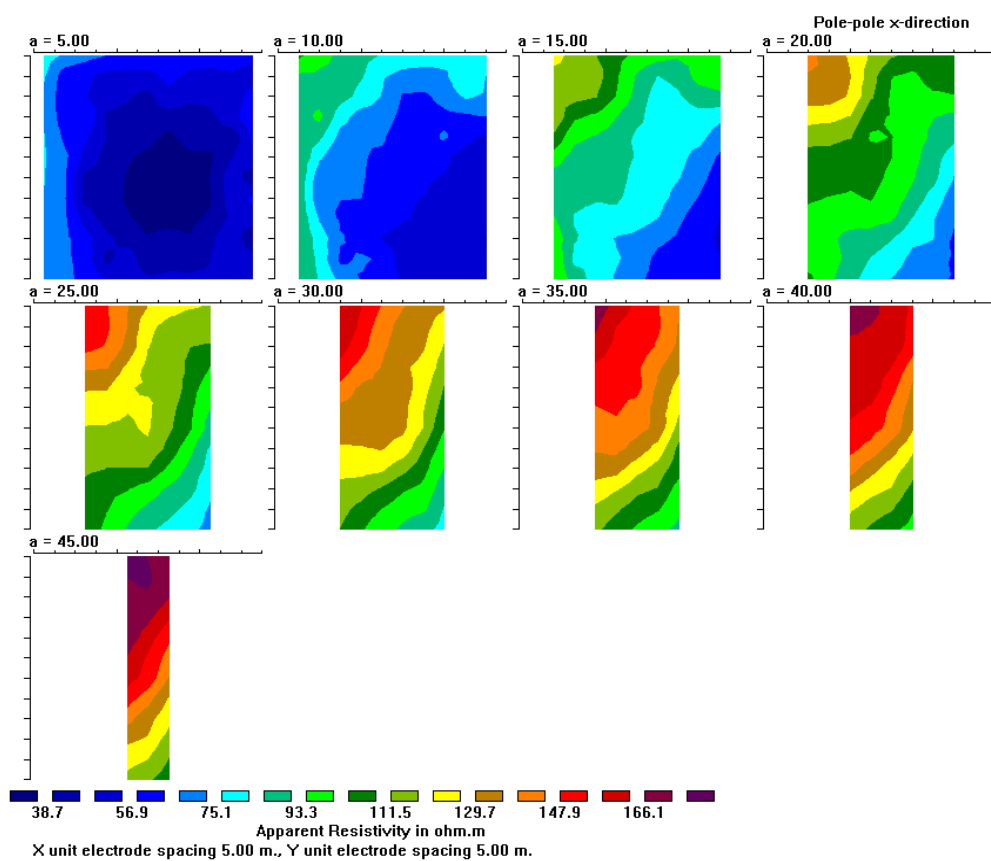 Pole-pole x-direction
a = 5.00
a = 10.00
a = 15.00
a = 20.00
a = 25.00
a = 30.00
a = 35.00
a = 40.00
a = 45.00
38.7 56.9 75.1 93.3 111.5 129.7 147.9 166.1
Apparent Resistivity in ohm.m
X unit electrode spacing 5.00 m., Y unit electrode spacing 5.00 m.